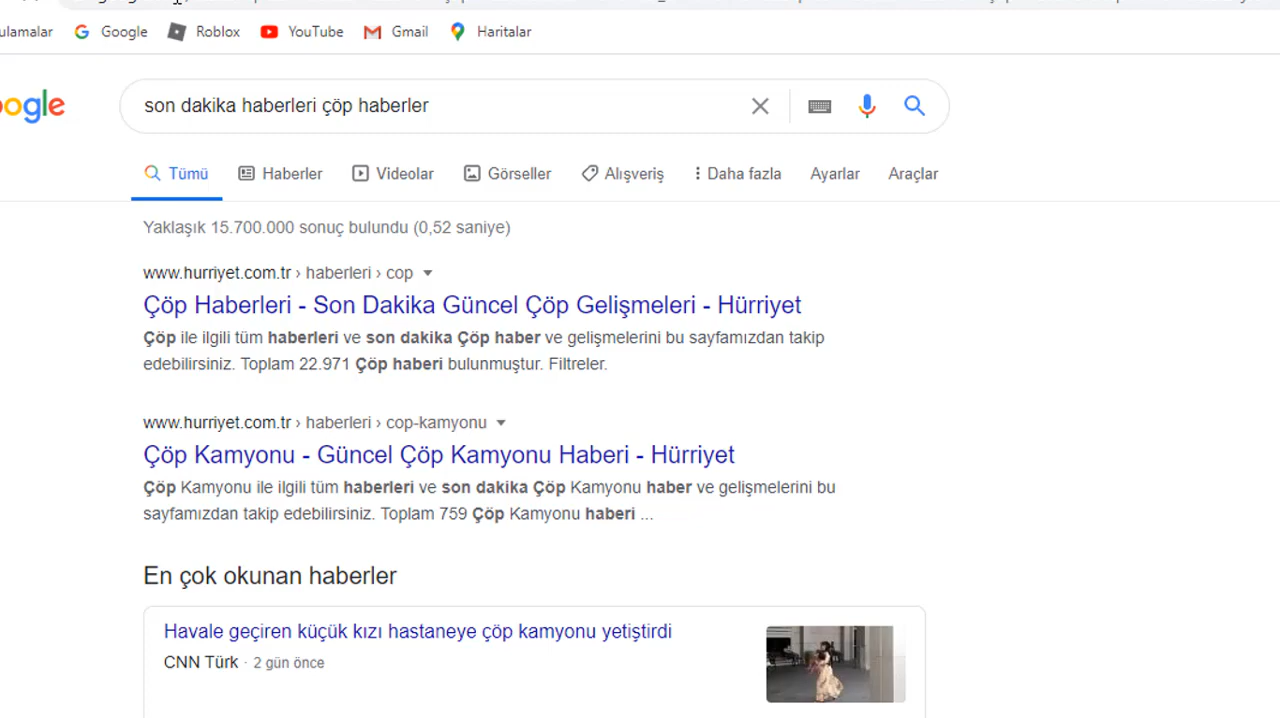 ulamalar Google Roblox YouTube Gmail Haritalar
ogle
son dakika haberleri çöp haberler
Tümü Haberler Videolar Görseller Alışveriş Daha fazla Ayarlar Araçlar
Yaklaşık 15.700.000 sonuç bulundu (0,52 saniye)
www.hurriyet.com.tr › haberleri › cop
Çöp Haberleri - Son Dakika Güncel Çöp Gelişmeleri - Hürriyet
Çöp ile ilgili tüm haberleri ve son dakika Çöp haber ve gelişmelerini bu sayfamızdan takip
edebilirsiniz. Toplam 22.971 Çöp haberi bulunmuştur. Filtreler.
www.hurriyet.com.tr › haberleri › cop-kamyonu
Çöp Kamyonu - Güncel Çöp Kamyonu Haberi - Hürriyet
Çöp Kamyonu ile ilgili tüm haberleri ve son dakika Çöp Kamyonu haber ve gelişmelerini bu
sayfamızdan takip edebilirsiniz. Toplam 759 Çöp Kamyonu haberi ...
En çok okunan haberler
Havale geçiren küçük kızı hastaneye çöp kamyonu yetiştirdi
CNN Türk · 2 gün önce